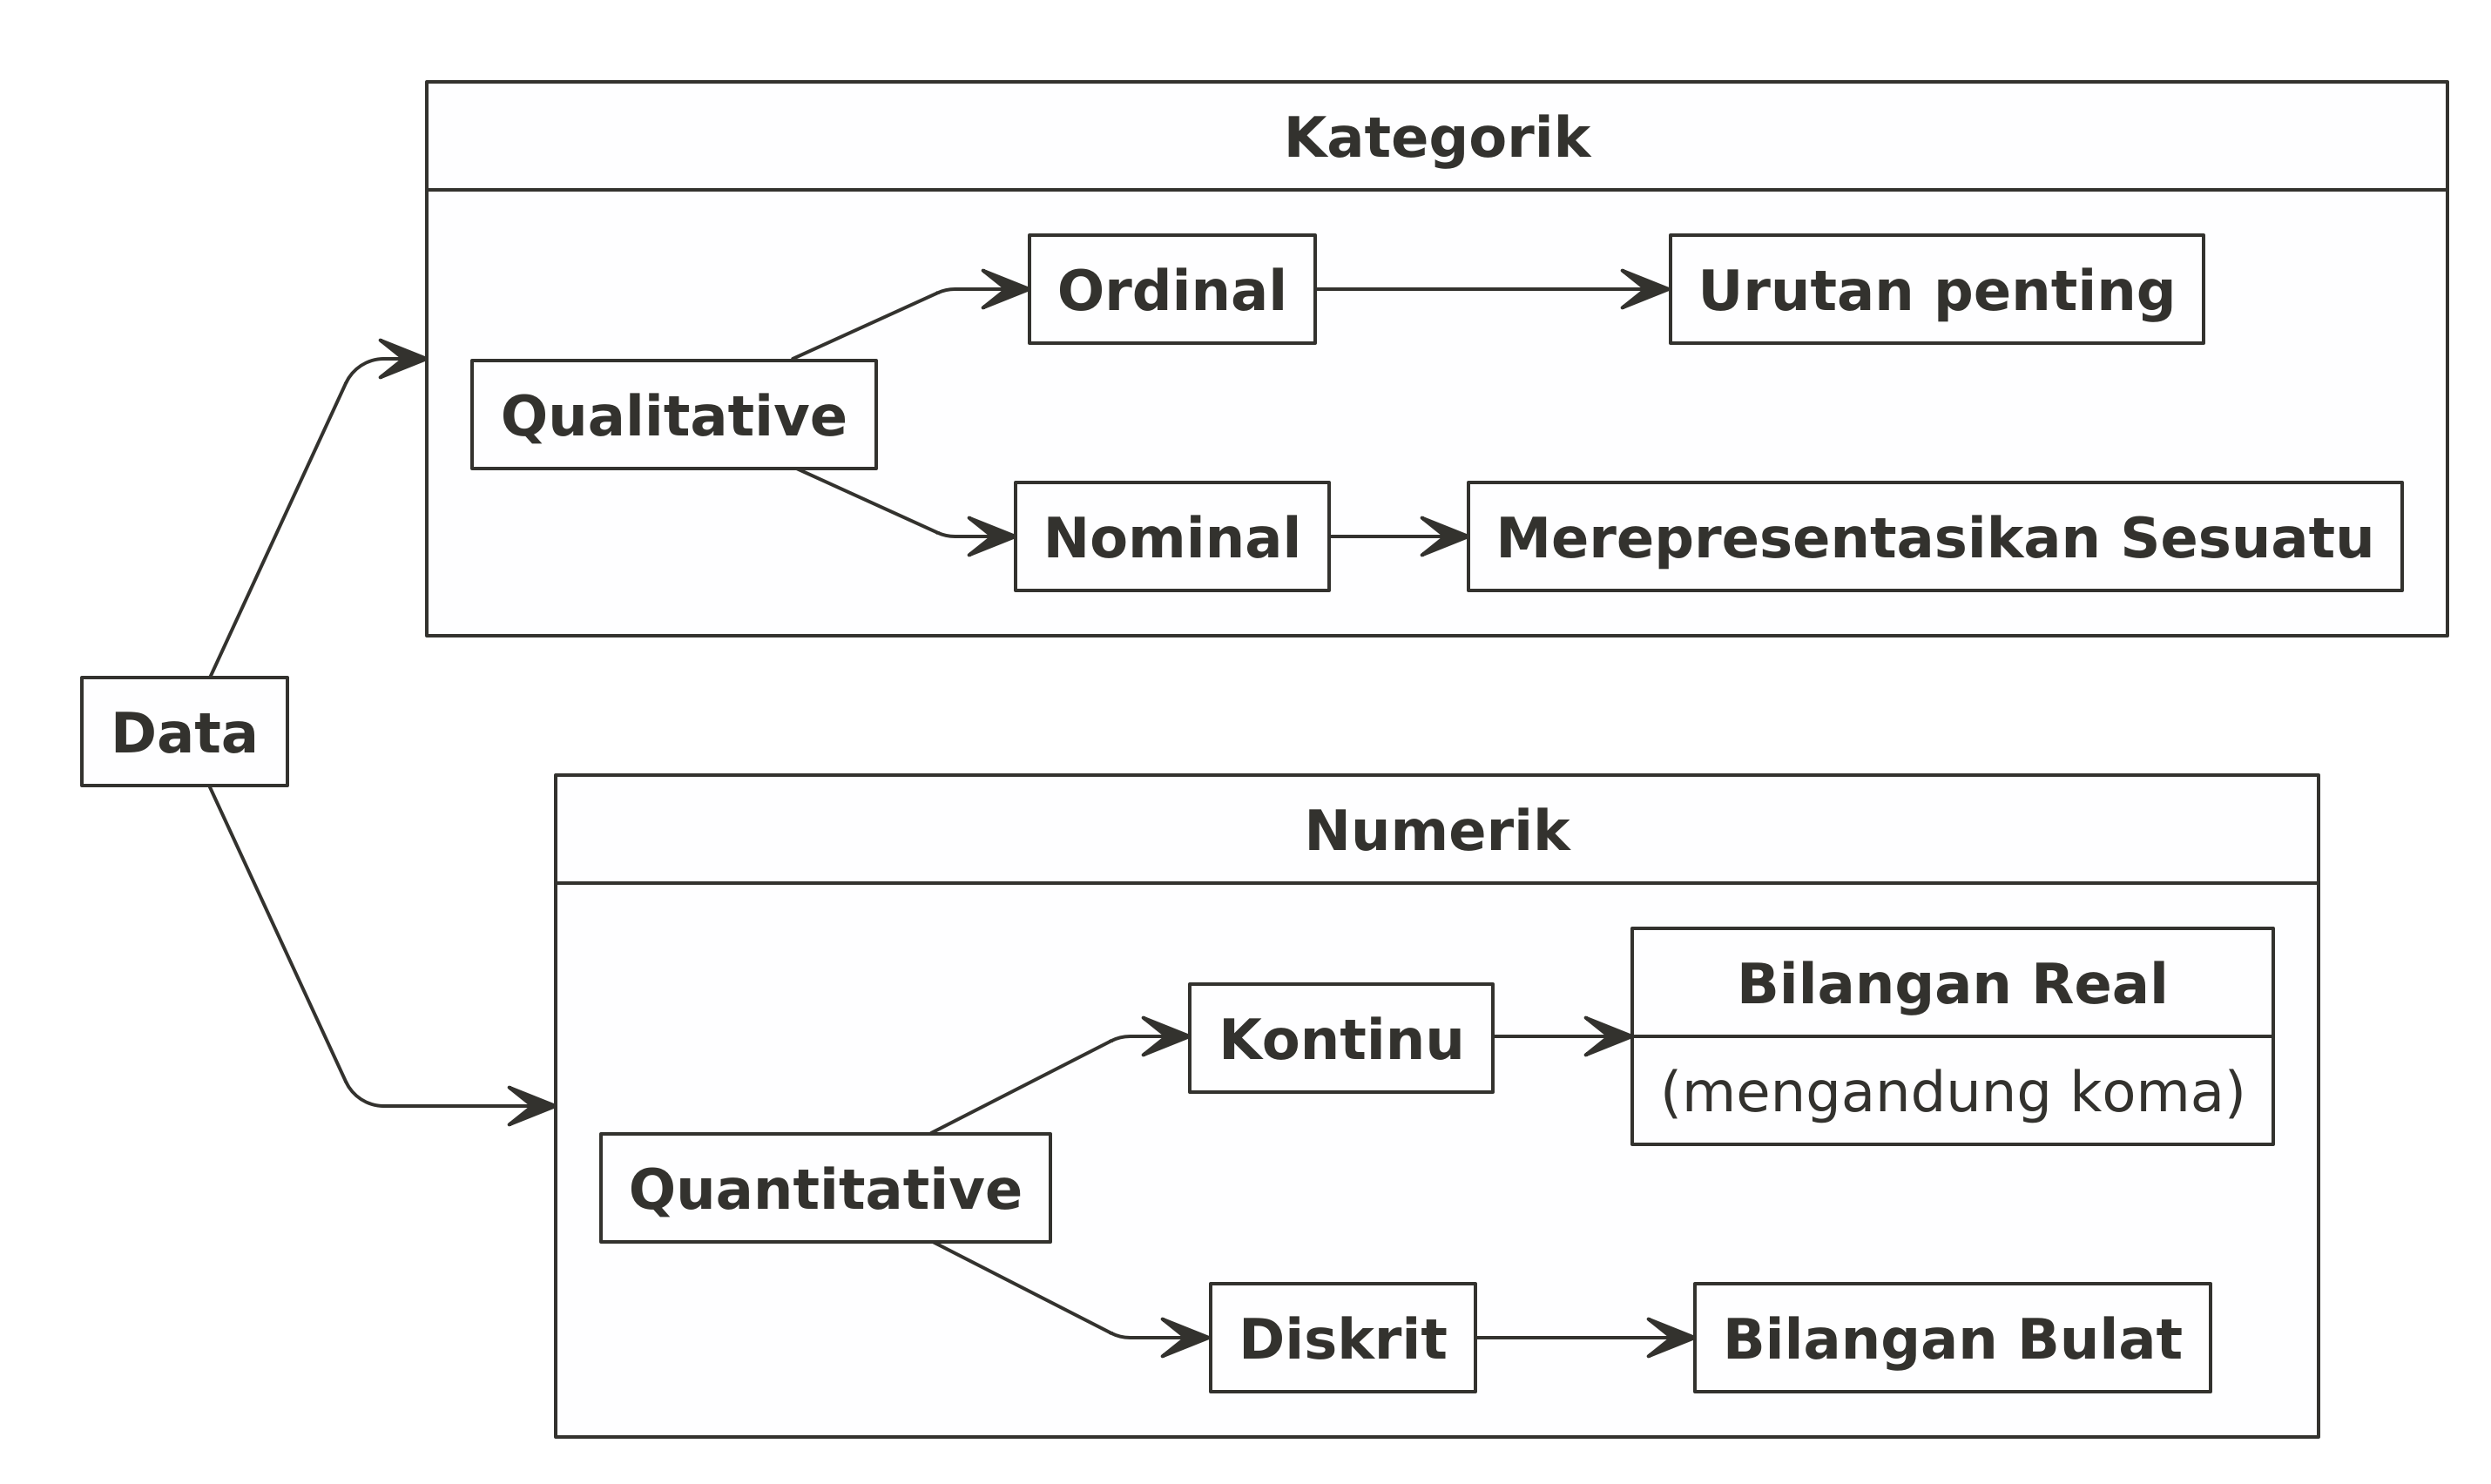 Kategorik
Ordinal
Urutan penting
Qualitative
Nominal
Merepresentasikan Sesuatu
Data
Numerik
Bilangan Real
Kontinu
(mengandung koma)
Quantitative
Diskrit
Bilangan Bulat